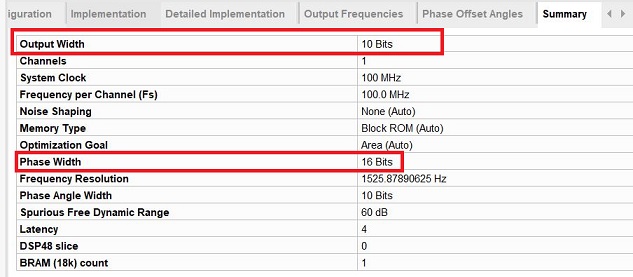 iguration Implementation Detailed Implementation Output Frequencies Phase Offset Angles Summary
Output Width 10 Bits
Channels 1
System Clock 100 MHz
Frequency per Channel (Fs) 100.0 MHz
Noise Shaping None (Auto)
Memory Type Block ROM (Auto)
Optimization Goal Area (Auto)
Phase Width 16 Bits
Frequency Resolution 1525.87890625 Hz
Phase Angle Width 10 Bits
Spurious Free Dynamic Range 60 dB
Latency 4
DSP48 slice 0
BRAM (18k) count 1